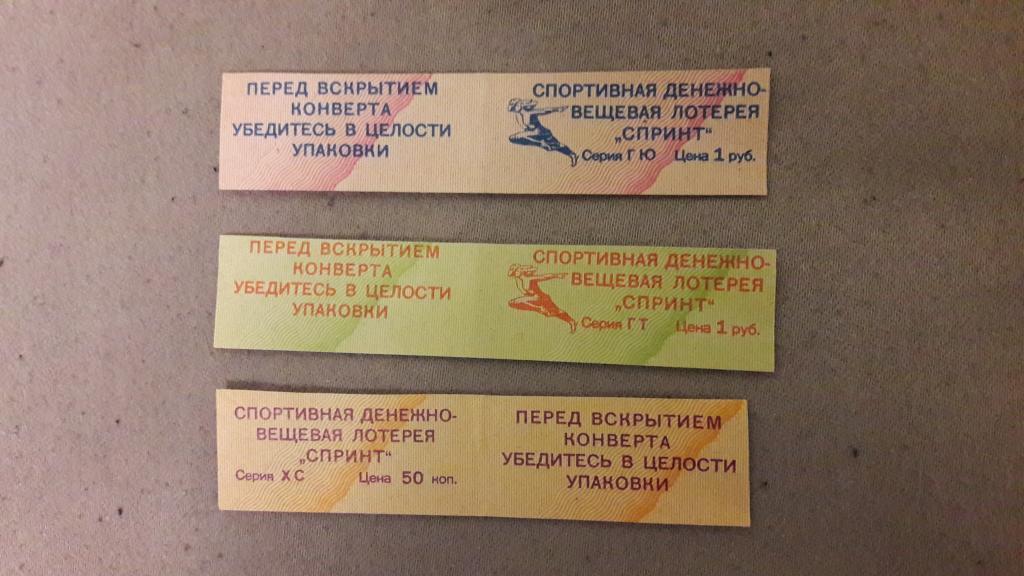 ПЕРЕД ВСКРЫТИЕМ
КОНВЕРТА
УБЕДИТЕСЬ В ЦЕЛОСТИ
УПАКОВКИ
СПОРТИВНАЯ ДЕНЕЖНО-
ВЕЩЕВАЯ ЛОТЕРЕЯ
„СПРИНТ“
Серия Г Ю Цена 1 руб.
ПЕРЕД ВСКРЫТИЕМ
КОНВЕРТА
УБЕДИТЕСЬ В ЦЕЛОСТИ
УПАКОВКИ
СПОРТИВНАЯ ДЕНЕЖНО-
ВЕЩЕВАЯ ЛОТЕРЕЯ
„СПРИНТ“
Серия Г Т Цена 1 руб.
СПОРТИВНАЯ ДЕНЕЖНО-
ВЕЩЕВАЯ ЛОТЕРЕЯ
„СПРИНТ“
Серия Х С Цена 50 коп.
ПЕРЕД ВСКРЫТИЕМ
КОНВЕРТА
УБЕДИТЕСЬ В ЦЕЛОСТИ
УПАКОВКИ